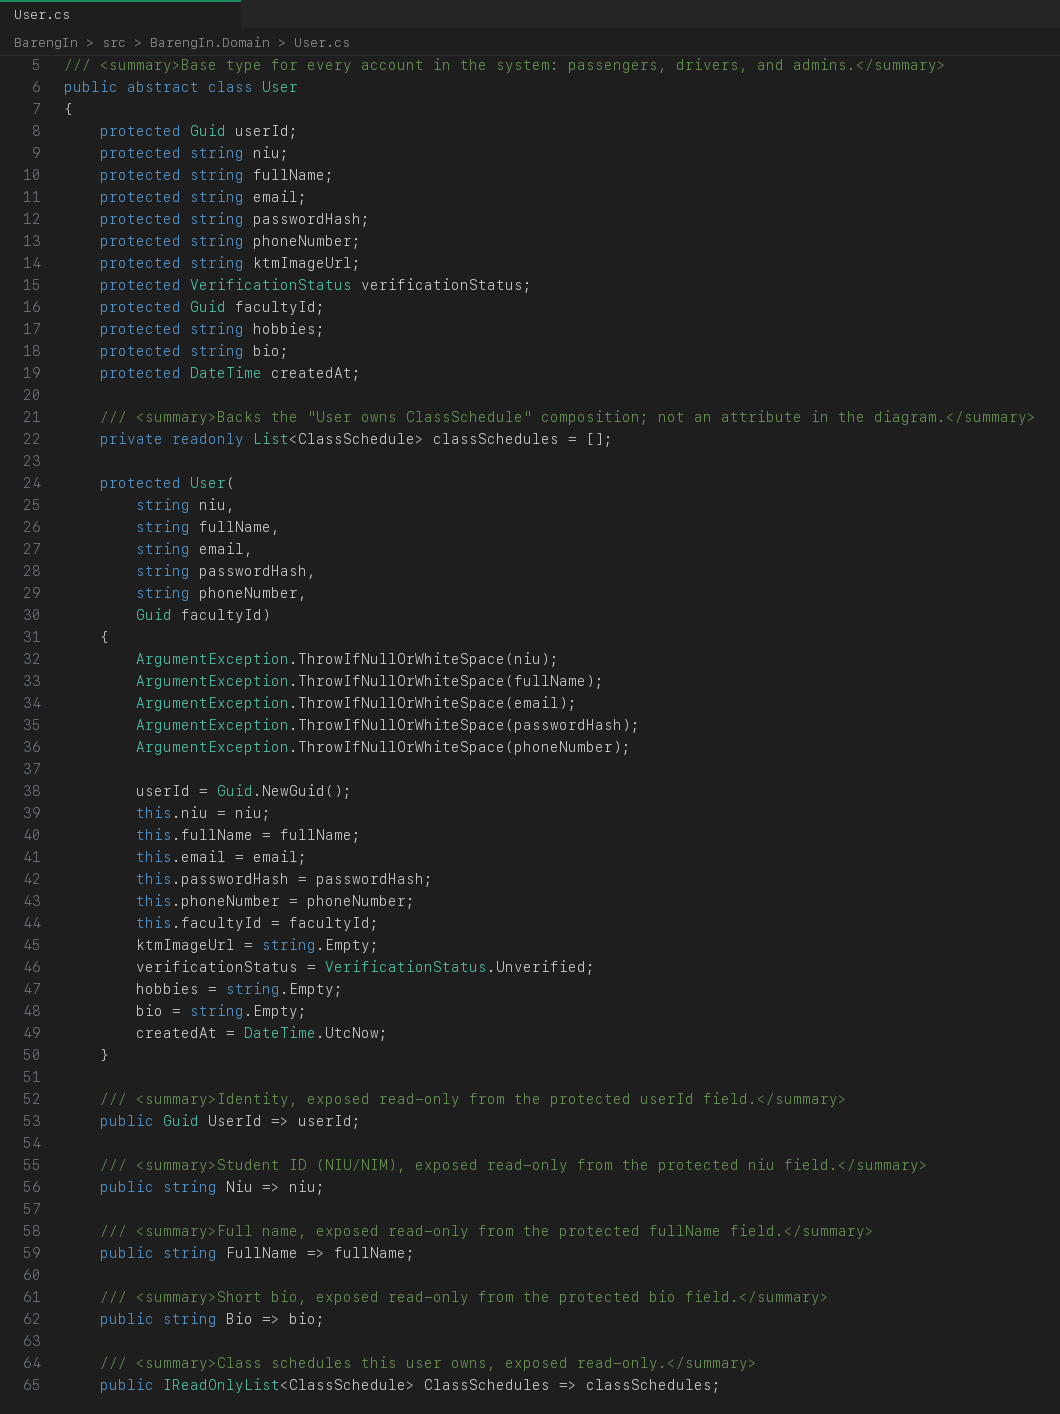 User.cs
BarengIn > src > BarengIn.Domain > User.cs
5 /// <summary>Base type for every account in the system: passengers, drivers, and admins.</summary>
6 public abstract class User
7 {
8     protected Guid userId;
9     protected string niu;
10     protected string fullName;
11     protected string email;
12     protected string passwordHash;
13     protected string phoneNumber;
14     protected string ktmImageUrl;
15     protected VerificationStatus verificationStatus;
16     protected Guid facultyId;
17     protected string hobbies;
18     protected string bio;
19     protected DateTime createdAt;
20
21     /// <summary>Backs the "User owns ClassSchedule" composition; not an attribute in the diagram.</summary>
22     private readonly List<ClassSchedule> classSchedules = [];
23
24     protected User(
25         string niu,
26         string fullName,
27         string email,
28         string passwordHash,
29         string phoneNumber,
30         Guid facultyId)
31     {
32         ArgumentException.ThrowIfNullOrWhiteSpace(niu);
33         ArgumentException.ThrowIfNullOrWhiteSpace(fullName);
34         ArgumentException.ThrowIfNullOrWhiteSpace(email);
35         ArgumentException.ThrowIfNullOrWhiteSpace(passwordHash);
36         ArgumentException.ThrowIfNullOrWhiteSpace(phoneNumber);
37
38         userId = Guid.NewGuid();
39         this.niu = niu;
40         this.fullName = fullName;
41         this.email = email;
42         this.passwordHash = passwordHash;
43         this.phoneNumber = phoneNumber;
44         this.facultyId = facultyId;
45         ktmImageUrl = string.Empty;
46         verificationStatus = VerificationStatus.Unverified;
47         hobbies = string.Empty;
48         bio = string.Empty;
49         createdAt = DateTime.UtcNow;
50     }
51
52     /// <summary>Identity, exposed read-only from the protected userId field.</summary>
53     public Guid UserId => userId;
54
55     /// <summary>Student ID (NIU/NIM), exposed read-only from the protected niu field.</summary>
56     public string Niu => niu;
57
58     /// <summary>Full name, exposed read-only from the protected fullName field.</summary>
59     public string FullName => fullName;
60
61     /// <summary>Short bio, exposed read-only from the protected bio field.</summary>
62     public string Bio => bio;
63
64     /// <summary>Class schedules this user owns, exposed read-only.</summary>
65     public IReadOnlyList<ClassSchedule> ClassSchedules => classSchedules;